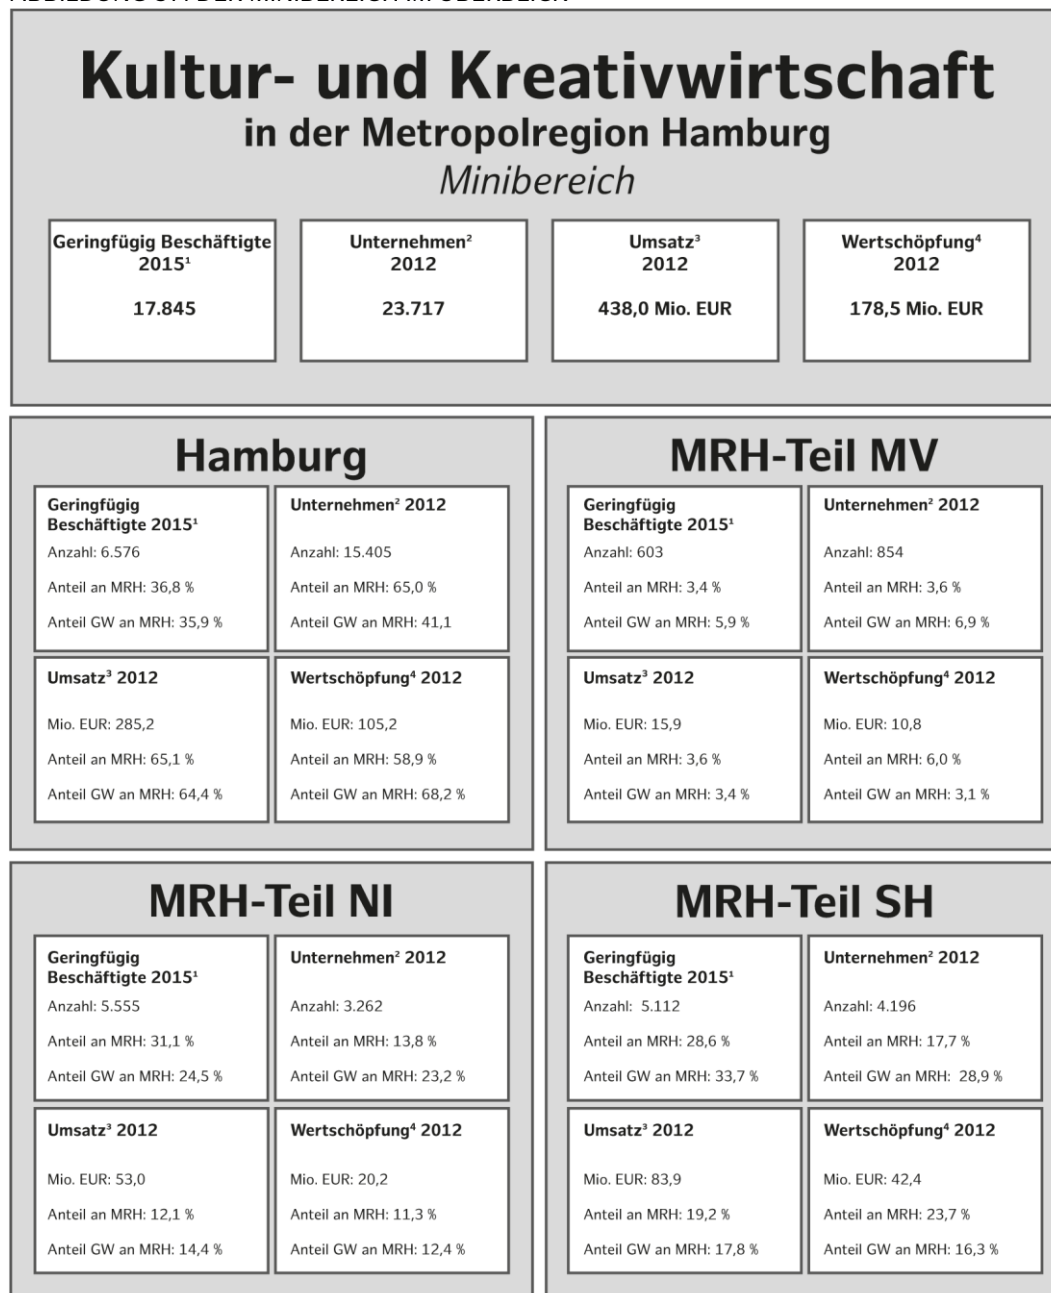 Kultur- und Kreativwirtschaft
in der Metropolregion Hamburg
Minibereich
Geringfügig Beschäftigte
2015¹
17.845
Unternehmen²
2012
23.717
Umsatz³
2012
438,0 Mio. EUR
Wertschöpfung⁴
2012
178,5 Mio. EUR
Hamburg
Geringfügig
Beschäftigte 2015¹
Anzahl: 6.576
Anteil an MRH: 36,8 %
Anteil GW an MRH: 35,9 %
Unternehmen² 2012
Anzahl: 15.405
Anteil an MRH: 65,0 %
Anteil GW an MRH: 41,1
Umsatz³ 2012
Mio. EUR: 285,2
Anteil an MRH: 65,1 %
Anteil GW an MRH: 64,4 %
Wertschöpfung⁴ 2012
Mio. EUR: 105,2
Anteil an MRH: 58,9 %
Anteil GW an MRH: 68,2 %
MRH-Teil MV
Geringfügig
Beschäftigte 2015¹
Anzahl: 603
Anteil an MRH: 3,4 %
Anteil GW an MRH: 5,9 %
Unternehmen² 2012
Anzahl: 854
Anteil an MRH: 3,6 %
Anteil GW an MRH: 6,9 %
Umsatz³ 2012
Mio. EUR: 15,9
Anteil an MRH: 3,6 %
Anteil GW an MRH: 3,4 %
Wertschöpfung⁴ 2012
Mio. EUR: 10,8
Anteil an MRH: 6,0 %
Anteil GW an MRH: 3,1 %
MRH-Teil NI
Geringfügig
Beschäftigte 2015¹
Anzahl: 5.555
Anteil an MRH: 31,1 %
Anteil GW an MRH: 24,5 %
Unternehmen² 2012
Anzahl: 3.262
Anteil an MRH: 13,8 %
Anteil GW an MRH: 23,2 %
Umsatz³ 2012
Mio. EUR: 53,0
Anteil an MRH: 12,1 %
Anteil GW an MRH: 14,4 %
Wertschöpfung⁴ 2012
Mio. EUR: 20,2
Anteil an MRH: 11,3 %
Anteil GW an MRH: 12,4 %
MRH-Teil SH
Geringfügig
Beschäftigte 2015¹
Anzahl: 5.112
Anteil an MRH: 28,6 %
Anteil GW an MRH: 33,7 %
Unternehmen² 2012
Anzahl: 4.196
Anteil an MRH: 17,7 %
Anteil GW an MRH: 28,9 %
Umsatz³ 2012
Mio. EUR: 83,9
Anteil an MRH: 19,2 %
Anteil GW an MRH: 17,8 %
Wertschöpfung⁴ 2012
Mio. EUR: 42,4
Anteil an MRH: 23,7 %
Anteil GW an MRH: 16,3 %